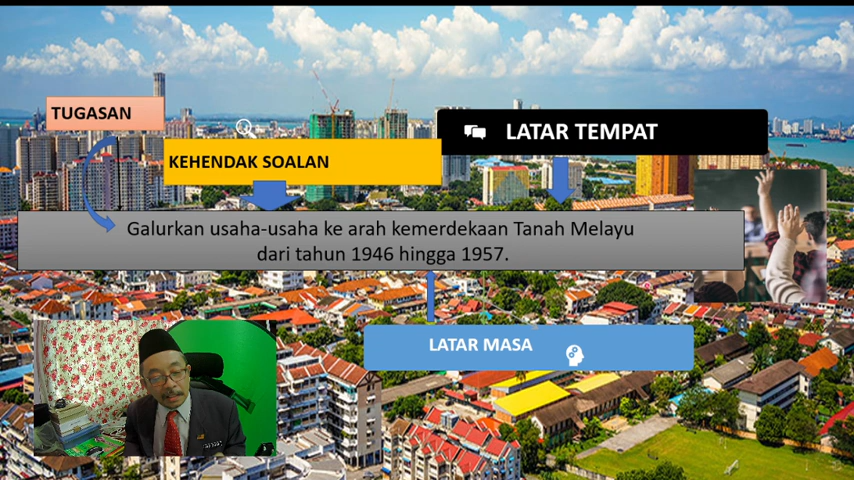 TUGASAN
LATAR TEMPAT
KEHENDAK SOALAN
Galurkan usaha-usaha ke arah kemerdekaan Tanah Melayu
dari tahun 1946 hingga 1957.
LATAR MASA